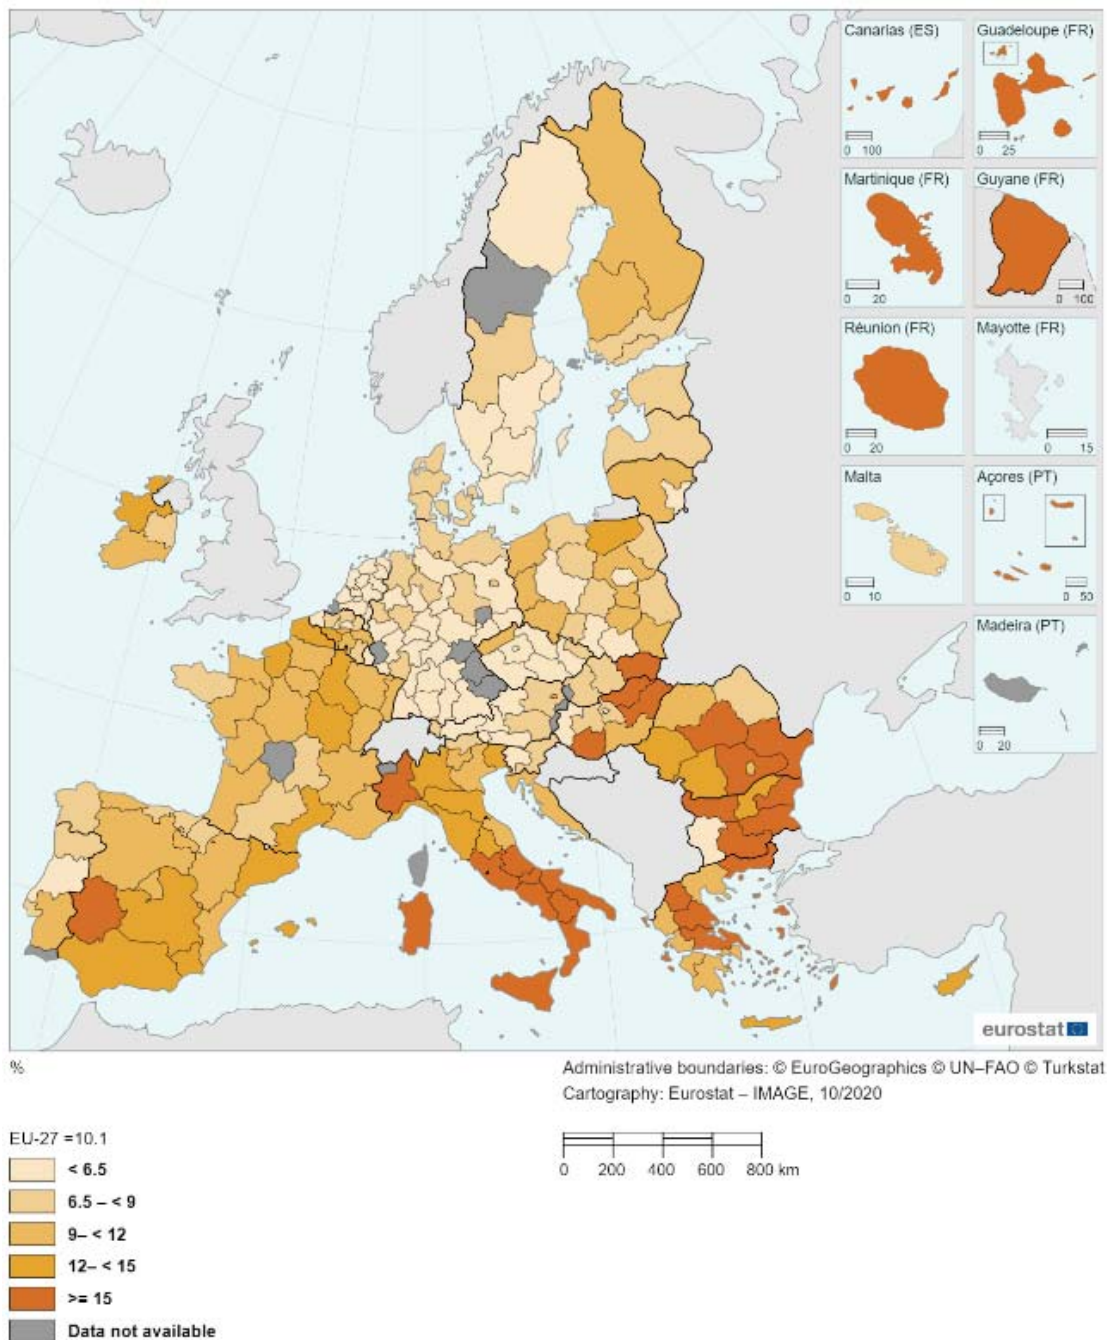 Canarias (ES)
0 100
Guadeloupe (FR)
0 25
Martinique (FR)
0 20
Guyane (FR)
0 100
Réunion (FR)
0 20
Mayotte (FR)
0 15
Malta
0 10
Açores (PT)
0 50
Madeira (PT)
0 20
eurostat
%
Administrative boundaries: © EuroGeographics © UN–FAO © Turkstat
Cartography: Eurostat – IMAGE, 10/2020
EU-27 =10.1
< 6.5
6.5 – < 9
9– < 12
12– < 15
>= 15
Data not available
0 200 400 600 800 km